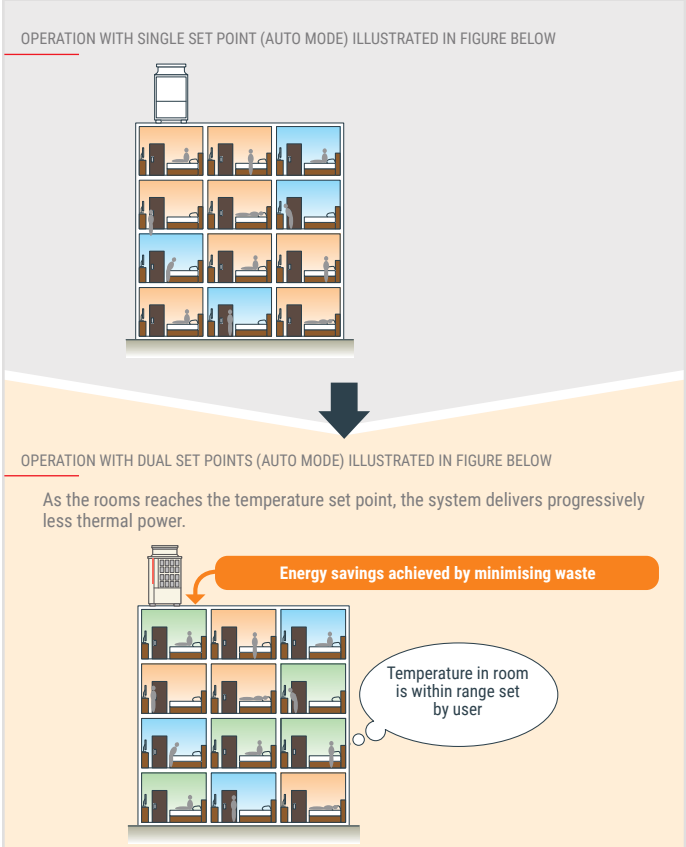 OPERATION WITH SINGLE SET POINT (AUTO MODE) ILLUSTRATED IN FIGURE BELOW
OPERATION WITH DUAL SET POINTS (AUTO MODE) ILLUSTRATED IN FIGURE BELOW
As the rooms reaches the temperature set point, the system delivers progressively
less thermal power.
Energy savings achieved by minimising waste
Temperature in room
is within range set
by user